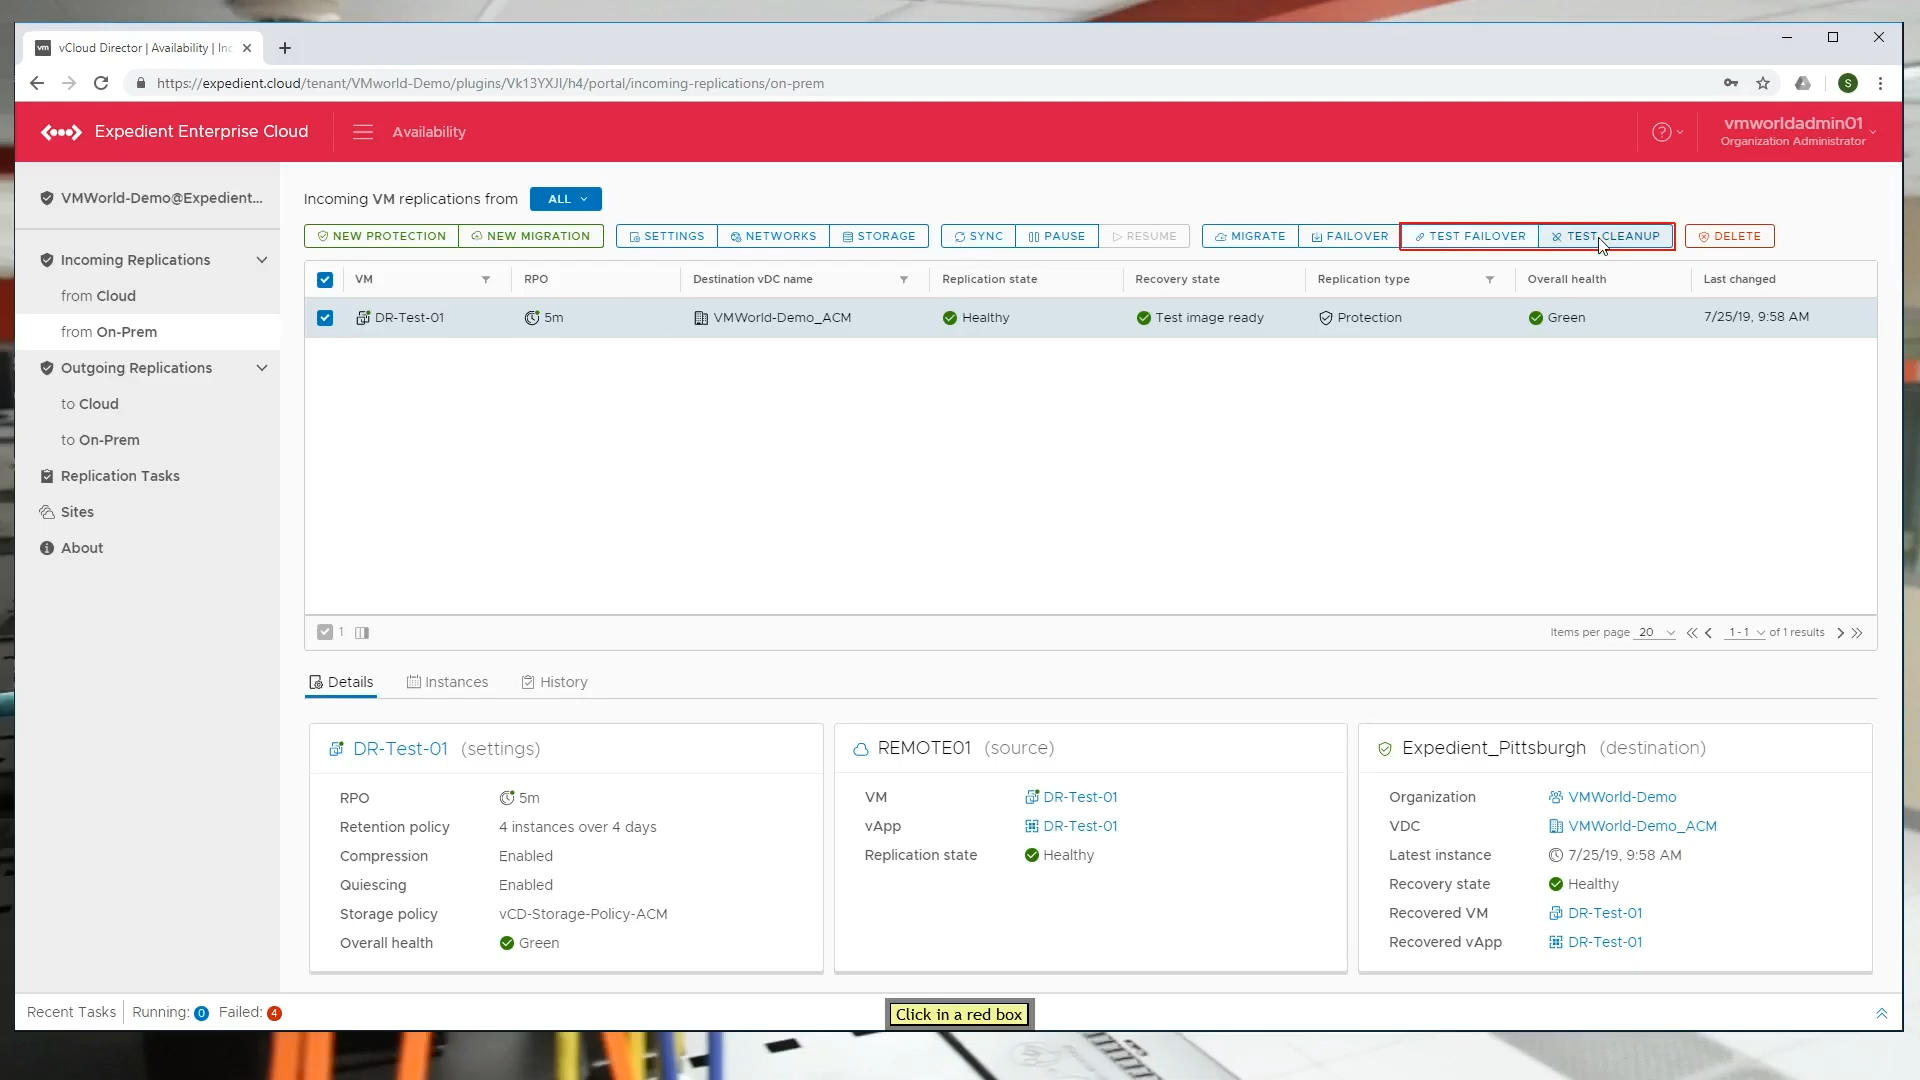 vm vCloud Director | Availability | Inc
https://expedient.cloud/tenant/VMworld-Demo/plugins/Vk13YXJl/h4/portal/incoming-replications/on-prem
S
Expedient Enterprise Cloud
Availability
?
vmworldadmin01
Organization Administrator
VMWorld-Demo@Expedient...
Incoming Replications
from Cloud
from On-Prem
Outgoing Replications
to Cloud
to On-Prem
Replication Tasks
Sites
About
Incoming VM replications from ALL
NEW PROTECTION NEW MIGRATION SETTINGS NETWORKS STORAGE SYNC PAUSE RESUME MIGRATE FAILOVER TEST FAILOVER TEST CLEANUP DELETE
VM RPO Destination vDC name Replication state Recovery state Replication type Overall health Last changed
DR-Test-01 5m VMWorld-Demo_ACM Healthy Test image ready Protection Green 7/25/19, 9:58 AM
1
Items per page 20 1 - 1 of 1 results
Details Instances History
DR-Test-01 (settings)
RPO 5m
Retention policy 4 instances over 4 days
Compression Enabled
Quiescing Enabled
Storage policy vCD-Storage-Policy-ACM
Overall health Green
REMOTE01 (source)
VM DR-Test-01
vApp DR-Test-01
Replication state Healthy
Expedient_Pittsburgh (destination)
Organization VMWorld-Demo
VDC VMWorld-Demo_ACM
Latest instance 7/25/19, 9:58 AM
Recovery state Healthy
Recovered VM DR-Test-01
Recovered vApp DR-Test-01
Recent Tasks Running: 0 Failed: 4
Click in a red box